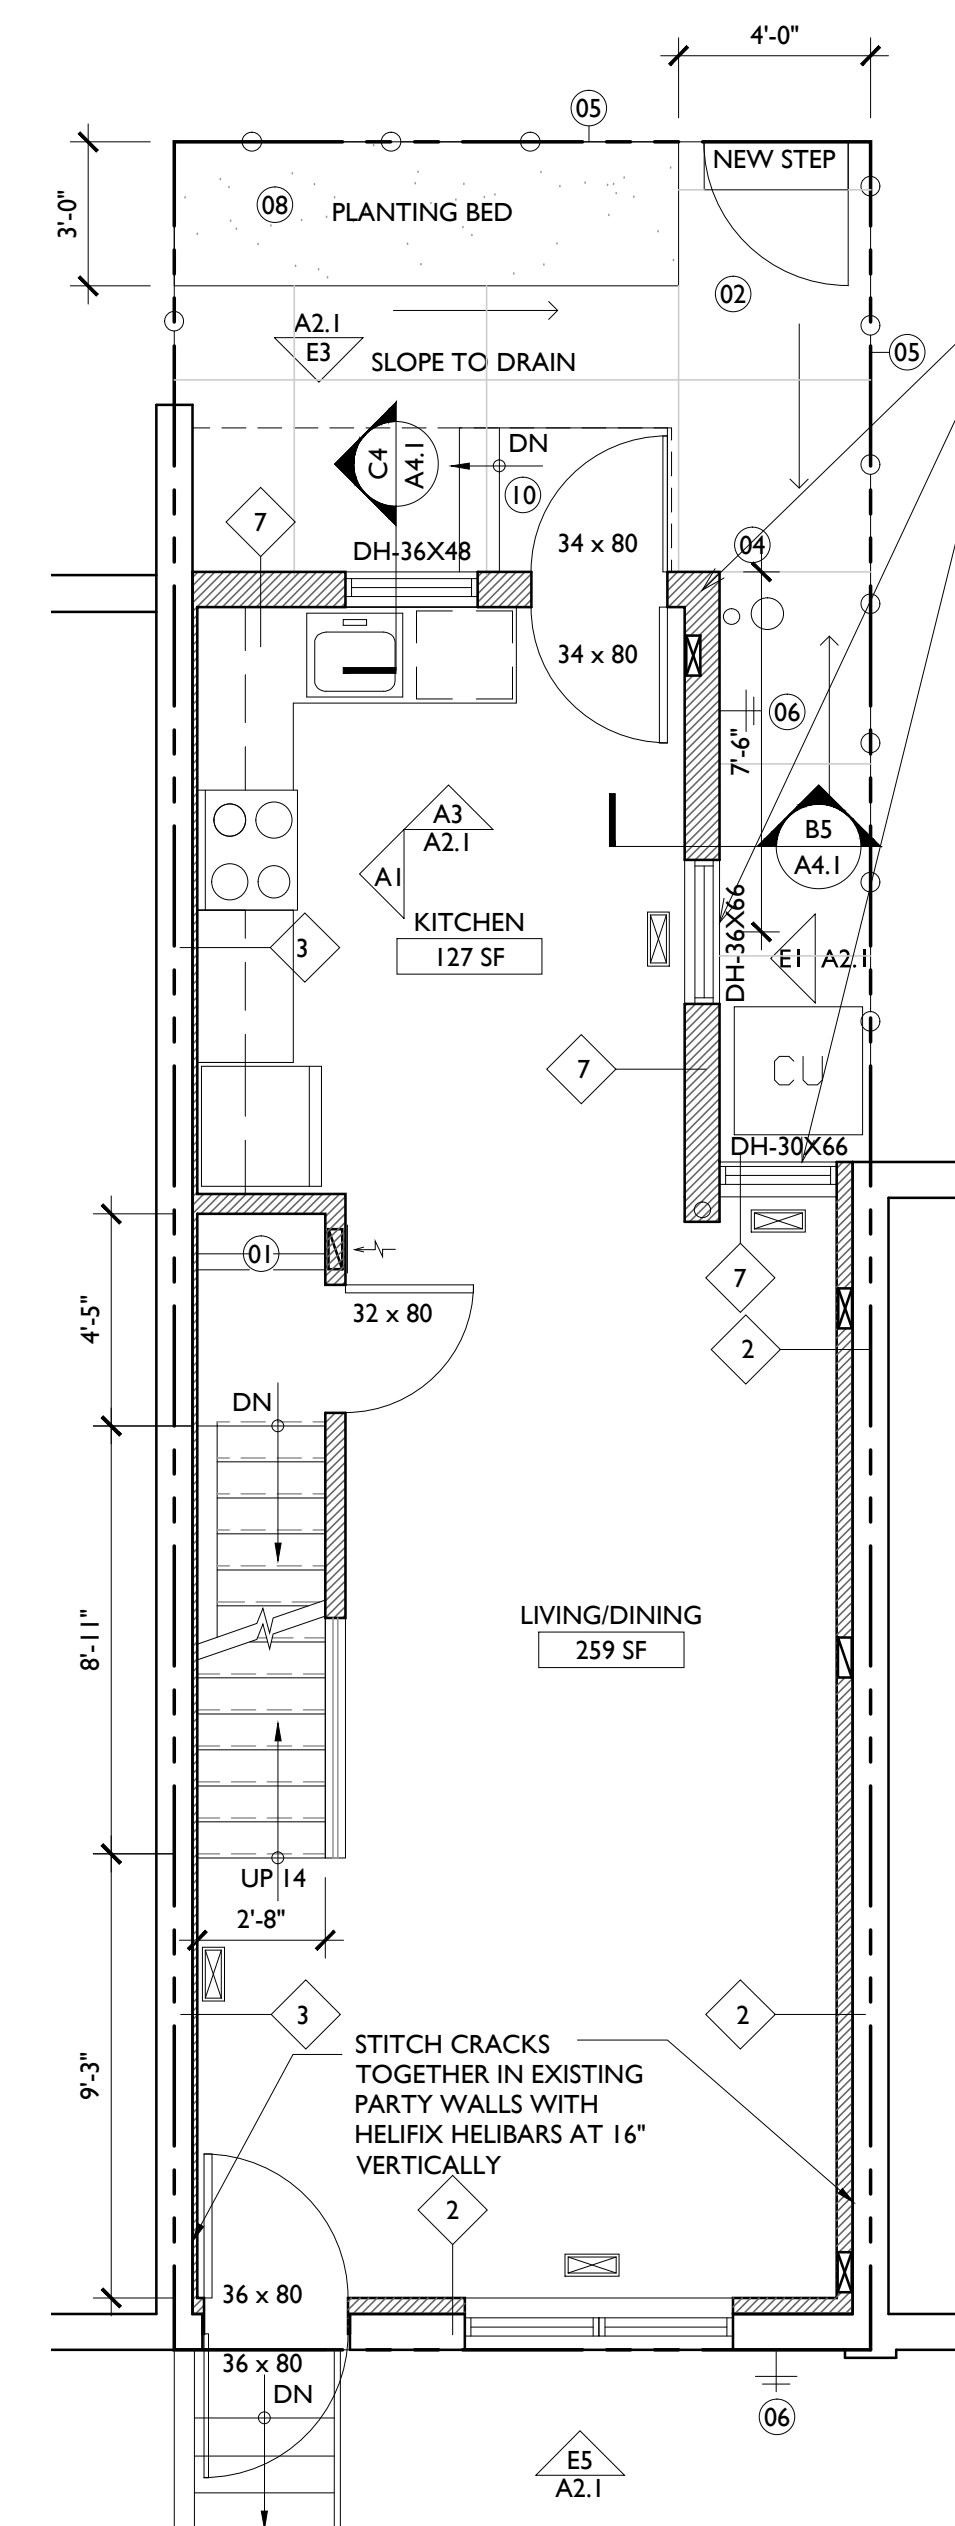 4'-0"
05
NEW STEP
3'-0"
08
PLANTING BED
02
A2.1
E3
SLOPE TO DRAIN
05
C4
A4.1
DN
10
7
DH-36X48
34 x 80
04
34 x 80
06
7'-6"
A3
A2.1
A1
B5
A4.1
KITCHEN
127 SF
3
DH-36X66
E1 A2.1
7
CU
DH-30X66
01
7
32 x 80
4'-5"
2
DN
8'-11"
LIVING/DINING
259 SF
UP 14
2'-8"
3
2
STITCH CRACKS
TOGETHER IN EXISTING
PARTY WALLS WITH
HELIFIX HELIBARS AT 16"
VERTICALLY
9'-3"
2
36 x 80
36 x 80
DN
06
E5
A2.1